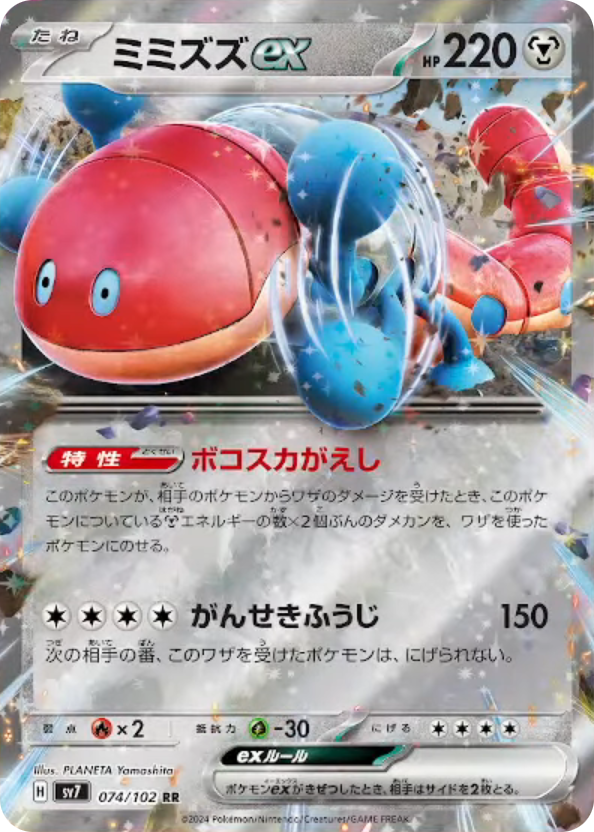 たね ミミズズex HP 220
特性 とくせい ボコスカがえし
このポケモンが、相手のポケモンからワザのダメージを受けたとき、このポケ
モンについているエネルギーの数×2個ぶんのダメカンを、ワザを使った
ポケモンにのせる。
がんせきふうじ 150
次の相手の番、このワザを受けたポケモンは、にげられない。
弱点 ×2 抵抗力 -30 にげる
exルール
ポケモンexがきぜつしたとき、相手はサイドを2枚とる。
Illus. PLANETA Yamashita
H SV7 074/102 RR
©2024 Pokémon/Nintendo/Creatures/GAME FREAK.